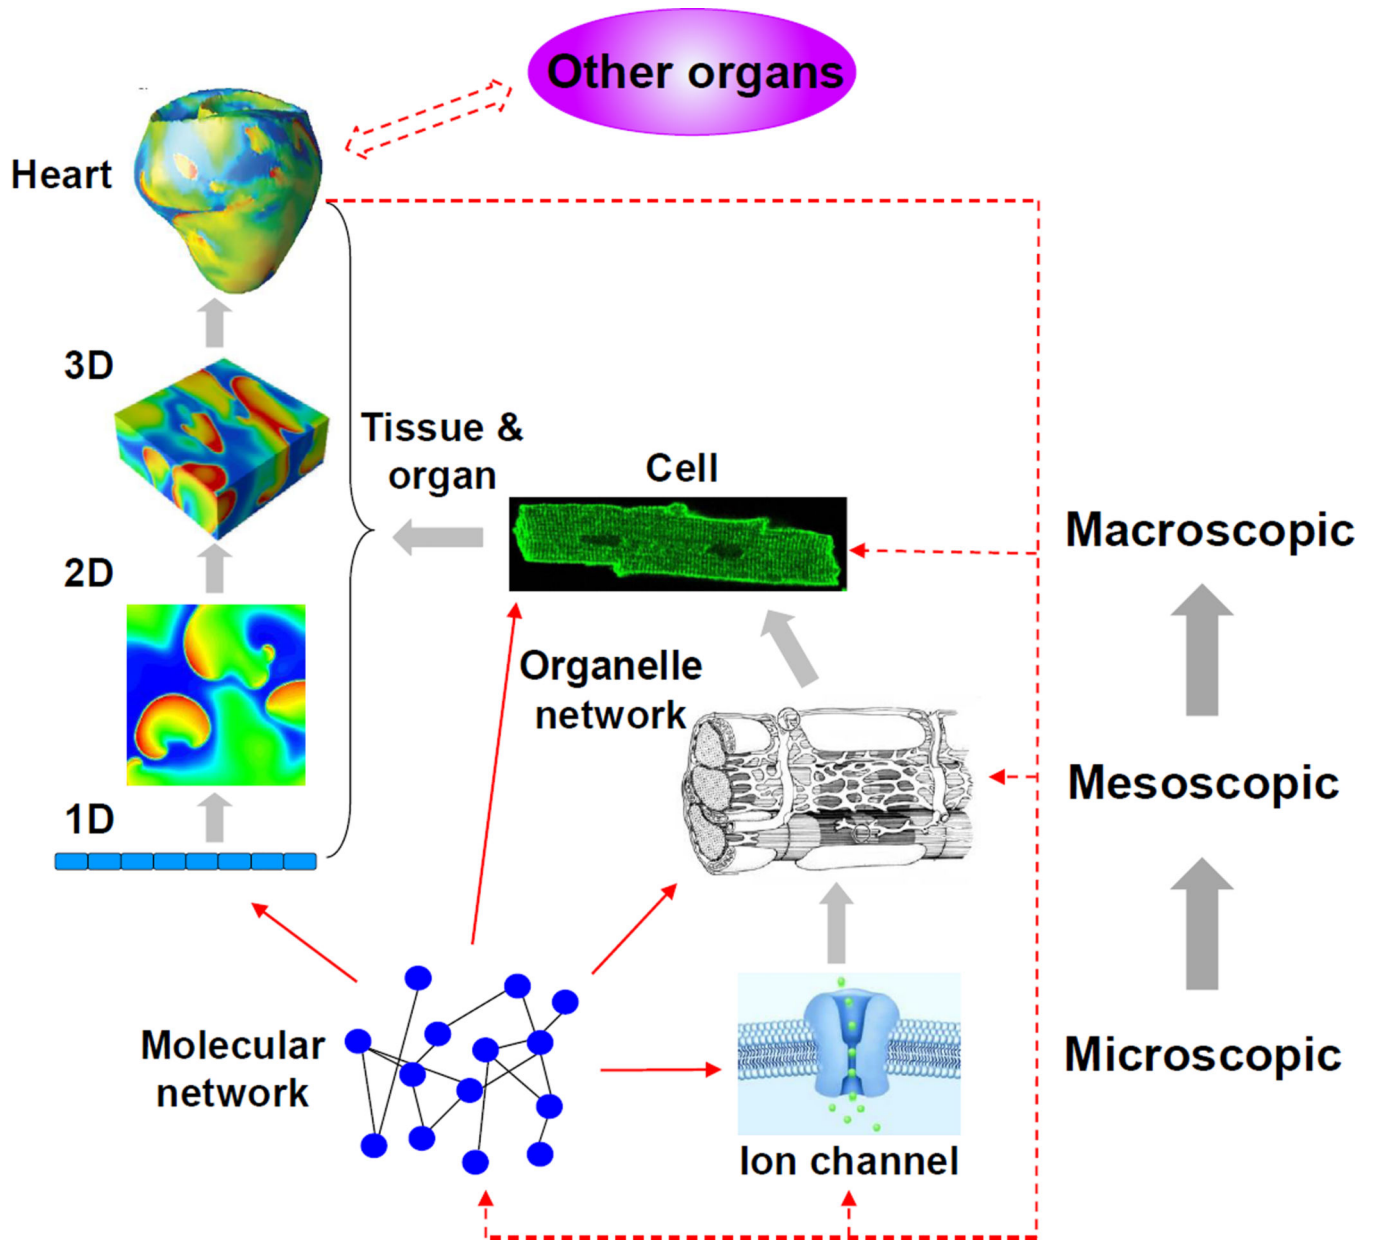 Other organs
Heart
3D
Tissue &
organ
Cell
Macroscopic
2D
Organelle
network
Mesoscopic
1D
Molecular
network
Microscopic
Ion channel